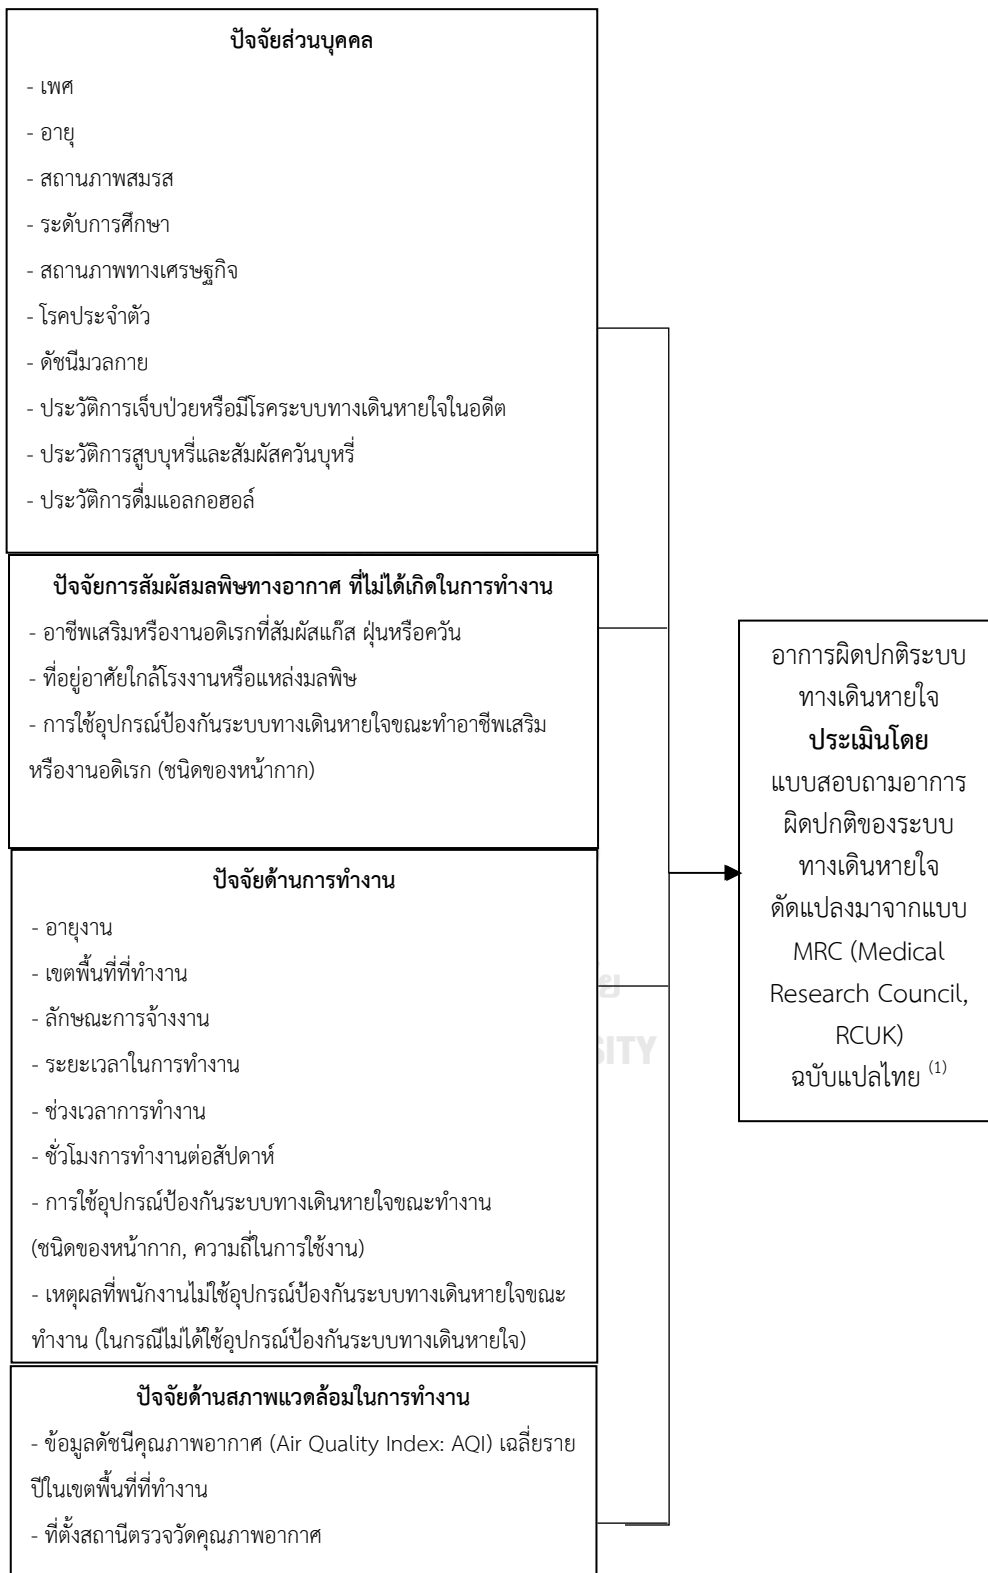 ปัจจัยส่วนบุคคล
- เพศ
- อายุ
- สถานภาพสมรส
- ระดับการศึกษา
- สถานภาพทางเศรษฐกิจ
- โรคประจำตัว
- ดัชนีมวลกาย
- ประวัติการเจ็บป่วยหรือมีโรคระบบทางเดินหายใจในอดีต
- ประวัติการสูบบุหรี่และสัมผัสควันบุหรี่
- ประวัติการดื่มแอลกอฮอล์
ปัจจัยการสัมผัสมลพิษทางอากาศ ที่ไม่ได้เกิดในการทำงาน
- อาชีพเสริมหรืองานอดิเรกที่สัมผัสแก๊ส ฝุ่นหรือควัน
- ที่อยู่อาศัยใกล้โรงงานหรือแหล่งมลพิษ
- การใช้อุปกรณ์ป้องกันระบบทางเดินหายใจขณะทำอาชีพเสริม
หรืองานอดิเรก (ชนิดของหน้ากาก)
ปัจจัยด้านการทำงาน
- อายุงาน
- เขตพื้นที่ที่ทำงาน
- ลักษณะการจ้างงาน
- ระยะเวลาในการทำงาน
- ช่วงเวลาการทำงาน
- ชั่วโมงการทำงานต่อสัปดาห์
- การใช้อุปกรณ์ป้องกันระบบทางเดินหายใจขณะทำงาน
(ชนิดของหน้ากาก, ความถี่ในการใช้งาน)
- เหตุผลที่พนักงานไม่ใช้อุปกรณ์ป้องกันระบบทางเดินหายใจขณะ
ทำงาน (ในกรณีไม่ได้ใช้อุปกรณ์ป้องกันระบบทางเดินหายใจ)
ปัจจัยด้านสภาพแวดล้อมในการทำงาน
- ข้อมูลดัชนีคุณภาพอากาศ (Air Quality Index: AQI) เฉลี่ยราย
ปีในเขตพื้นที่ที่ทำงาน
- ที่ตั้งสถานีตรวจวัดคุณภาพอากาศ
อาการผิดปกติระบบ
ทางเดินหายใจ
ประเมินโดย
แบบสอบถามอาการ
ผิดปกติของระบบ
ทางเดินหายใจ
ดัดแปลงมาจากแบบ
MRC (Medical
Research Council,
RCUK)
ฉบับแปลไทย (1)